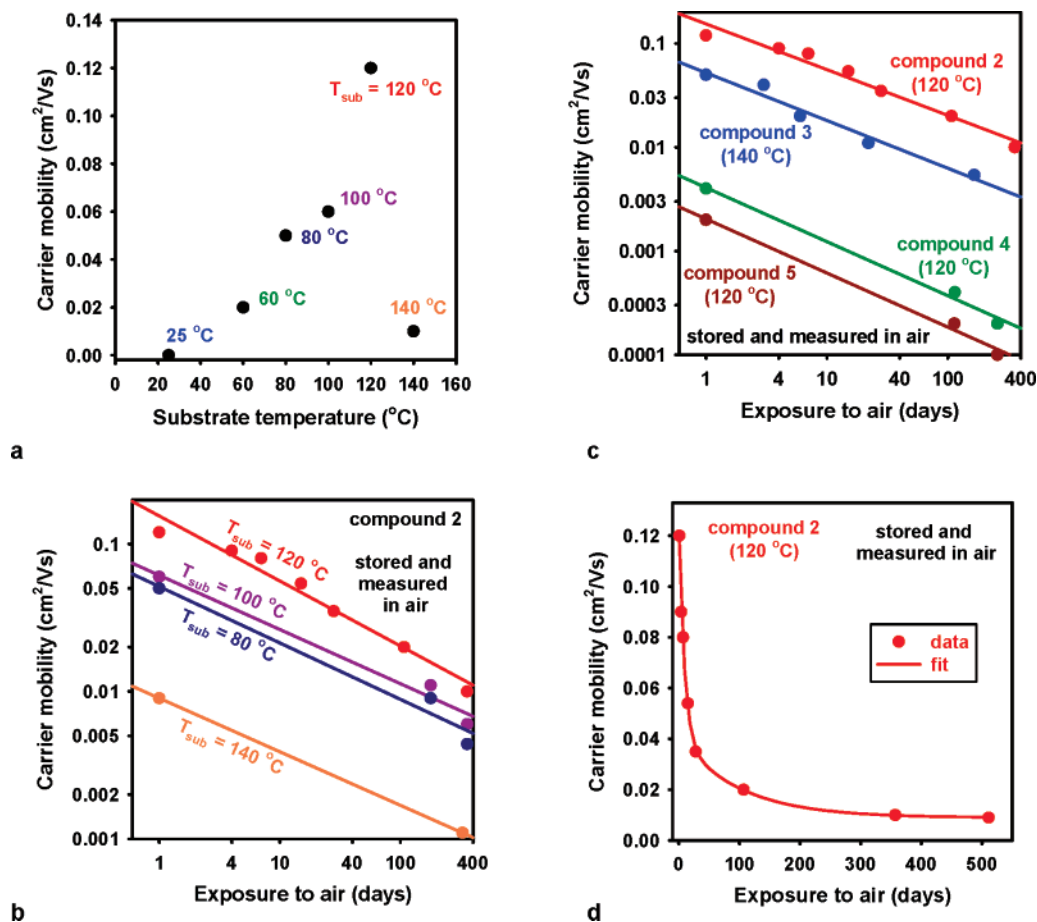 Carrier mobility (cm²/Vs)
0.14
0.12
0.10
0.08
0.06
0.04
0.02
0.00
T_sub = 120 °C
100 °C
80 °C
60 °C
140 °C
25 °C
0 20 40 60 80 100 120 140 160
Substrate temperature (°C)
a
Carrier mobility (cm²/Vs)
0.1
0.03
0.01
0.003
0.001
0.0003
0.0001
compound 2
(120 °C)
compound 3
(140 °C)
compound 4
(120 °C)
compound 5
(120 °C)
stored and measured in air
1 4 10 40 100 400
Exposure to air (days)
c
Carrier mobility (cm²/Vs)
0.1
0.05
0.02
0.01
0.005
0.002
0.001
compound 2
stored and
measured
in air
T_sub = 120 °C
T_sub = 100 °C
T_sub = 80 °C
T_sub = 140 °C
1 4 10 40 100 400
Exposure to air (days)
b
Carrier mobility (cm²/Vs)
0.12
0.10
0.08
0.06
0.04
0.02
0.00
compound 2
(120 °C)
stored and
measured in air
data
fit
0 100 200 300 400 500
Exposure to air (days)
d